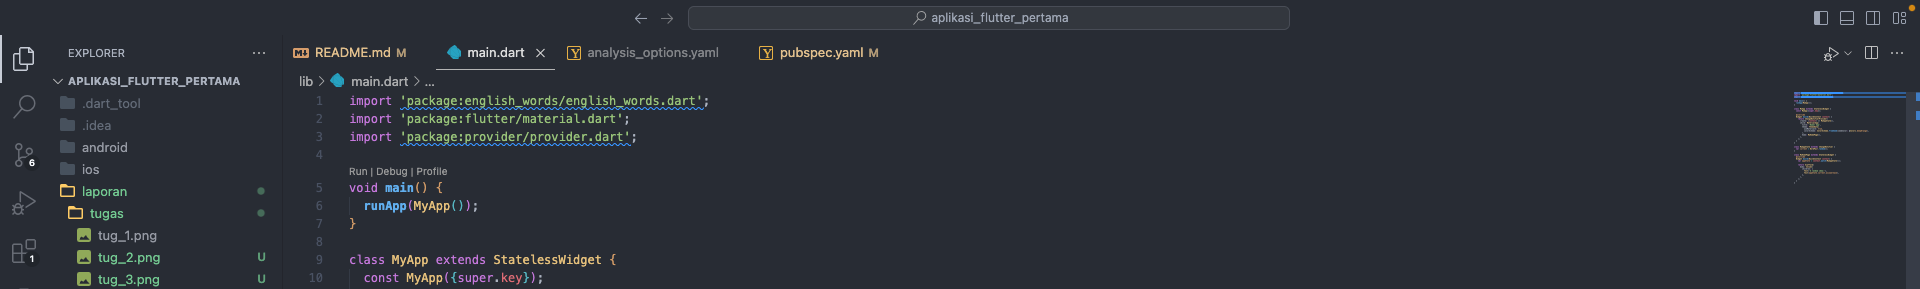 aplikasi_flutter_pertama
EXPLORER
APLIKASI_FLUTTER_PERTAMA
.dart_tool
.idea
android
ios
laporan
tugas
tug_1.png
tug_2.png U
tug_3.png U
6
1
README.md M
main.dart
analysis_options.yaml
pubspec.yaml M
lib > main.dart > ...
1 import 'package:english_words/english_words.dart';
2 import 'package:flutter/material.dart';
3 import 'package:provider/provider.dart';
4
Run | Debug | Profile
5 void main() {
6 runApp(MyApp());
7 }
8
9 class MyApp extends StatelessWidget {
10 const MyApp({super.key});